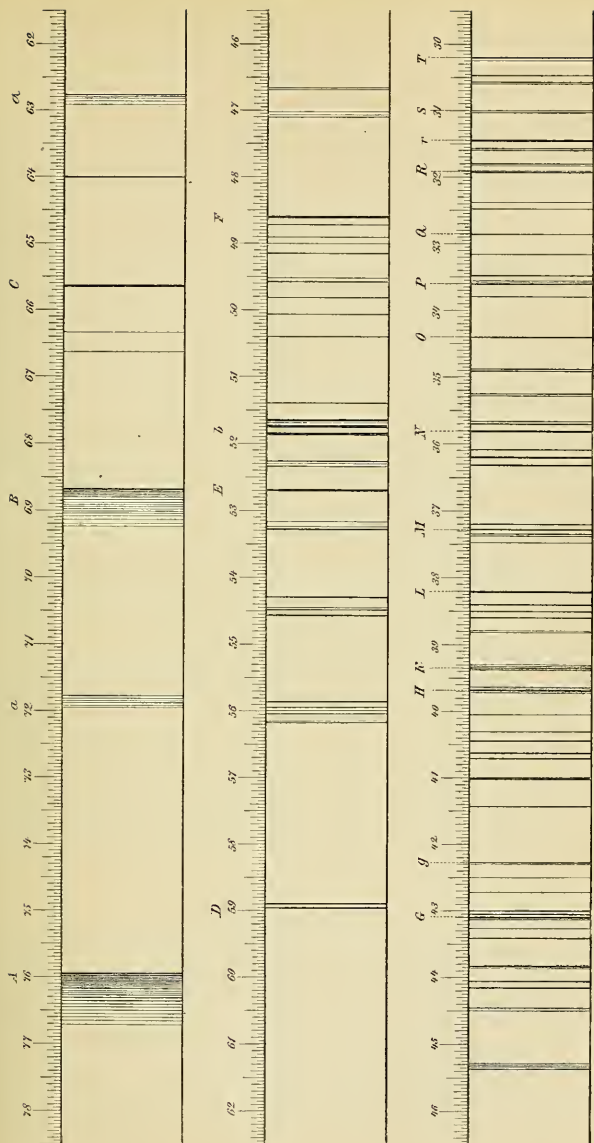 A a B C α
78 77 76 75 74 73 72 71 70 69 68 67 66 65 64 63 62
D E b F
62 61 60 59 58 57 56 55 54 53 52 51 50 49 48 47 46
G g H K L M N O P Q R r S T
46 45 44 43 42 41 40 39 38 37 36 35 34 33 32 31 30